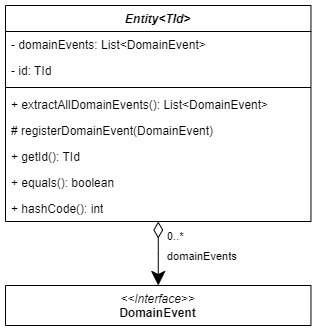 Entity<TId>
- domainEvents: List<DomainEvent>
- id: TId
+ extractAllDomainEvents(): List<DomainEvent>
# registerDomainEvent(DomainEvent)
+ getId(): TId
+ equals(): boolean
+ hashCode(): int
0..*
domainEvents
<<Interface>>
DomainEvent